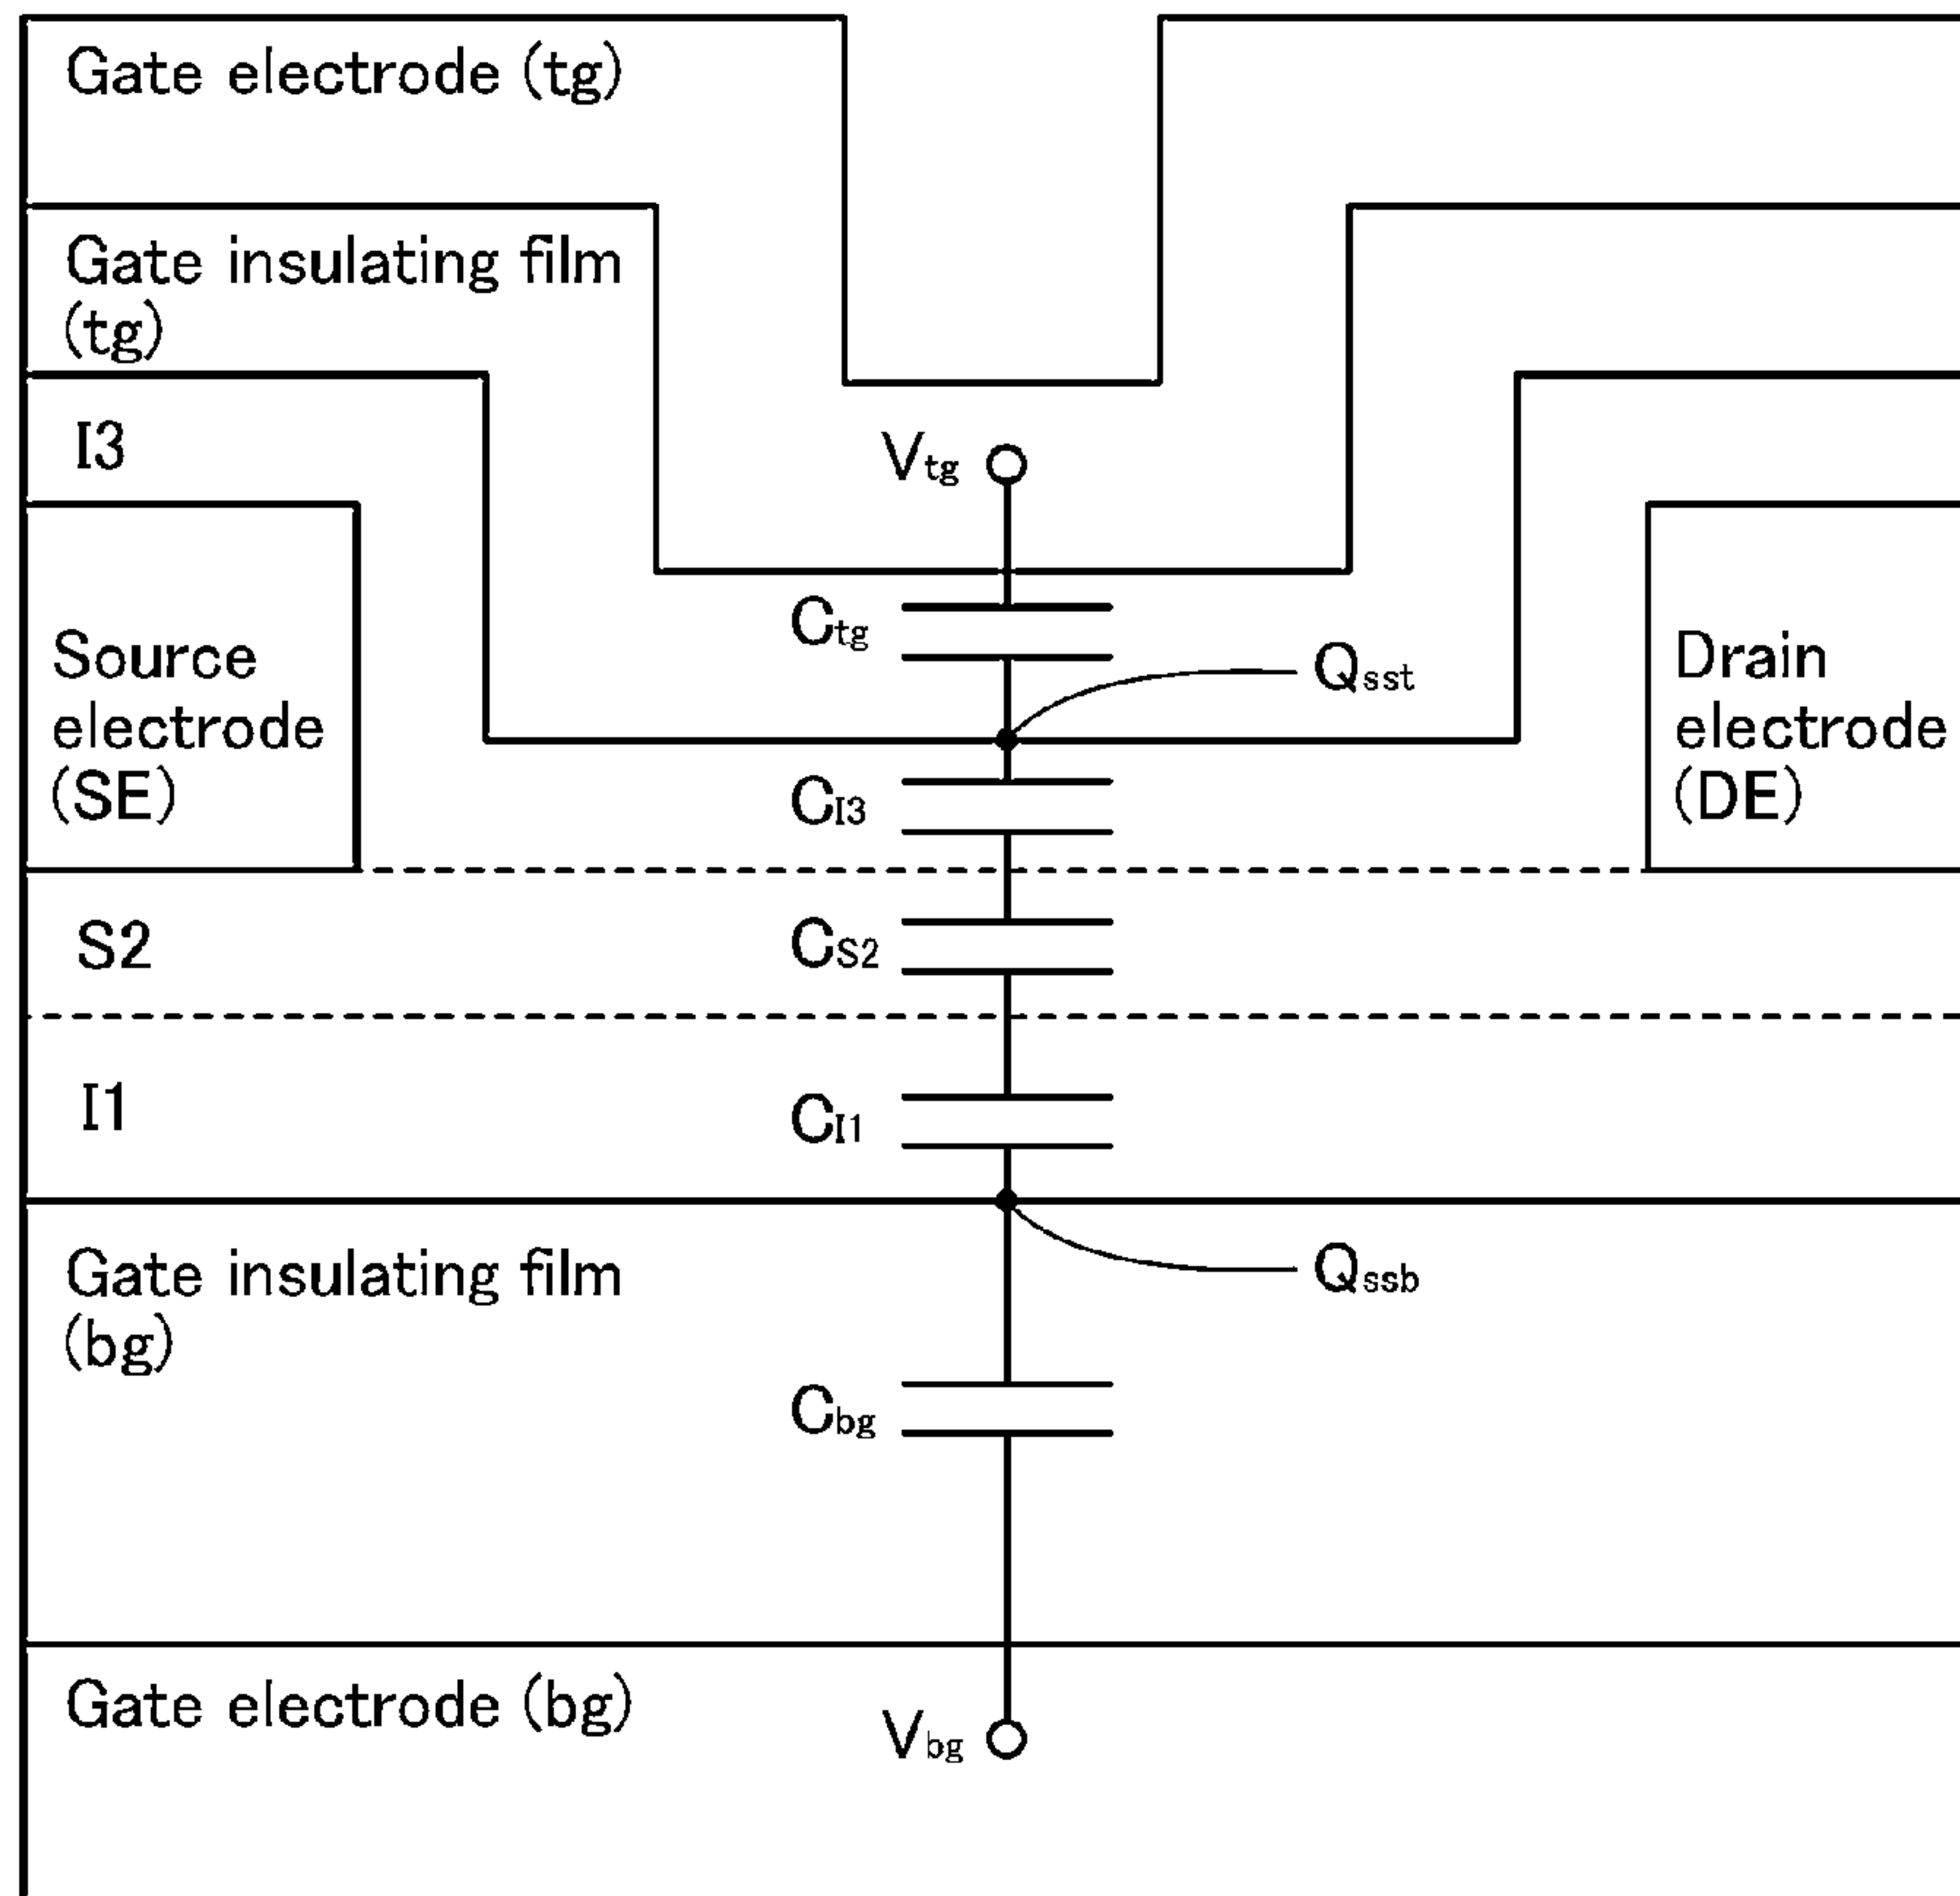 Gate electrode (tg)
Gate insulating film
(tg)
I3
Vtg
Ctg
Source
electrode
(SE)
Qsst
Drain
electrode
(DE)
CI3
S2
CS2
I1
CI1
Gate insulating film
(bg)
Qssb
Cbg
Gate electrode (bg)
Vbg